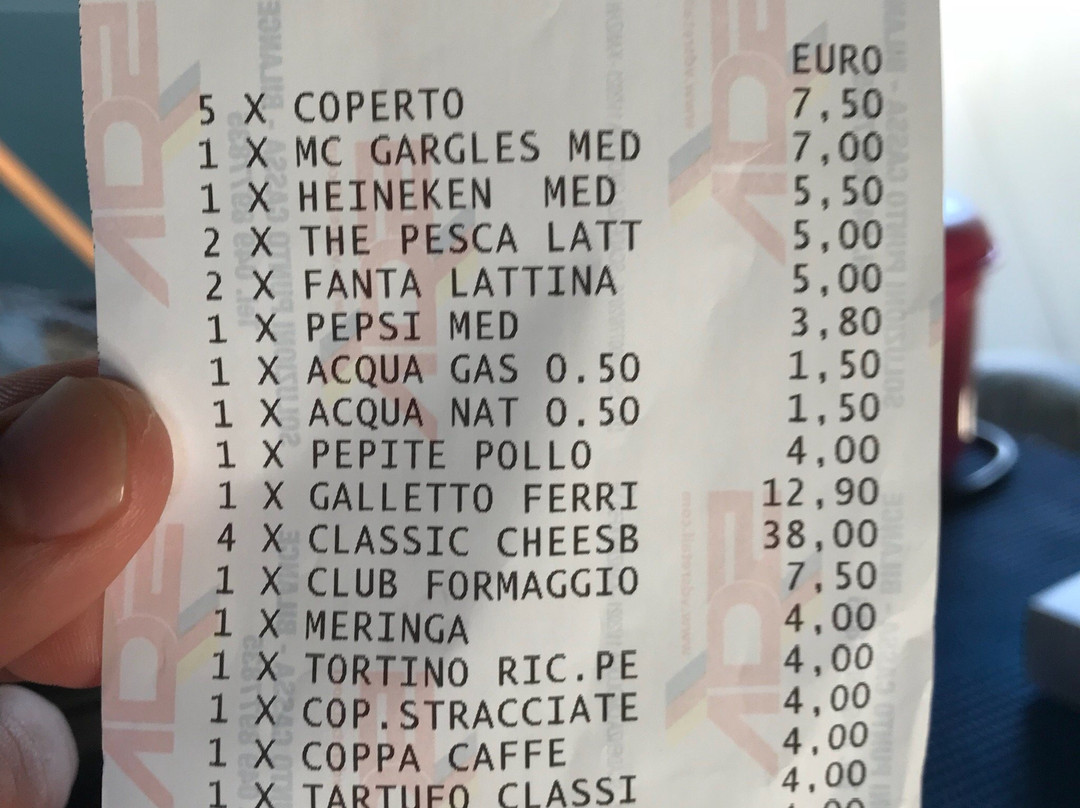 EURO
5 X COPERTO 7,50
1 X MC GARGLES MED 7,00
1 X HEINEKEN MED 5,50
2 X THE PESCA LATT 5,00
2 X FANTA LATTINA 5,00
1 X PEPSI MED 3,80
1 X ACQUA GAS 0.50 1,50
1 X ACQUA NAT 0.50 1,50
1 X PEPITE POLLO 4,00
1 X GALLETTO FERRI 12,90
4 X CLASSIC CHEESB 38,00
1 X CLUB FORMAGGIO 7,50
1 X MERINGA 4,00
1 X TORTINO RIC.PE 4,00
1 X COP.STRACCIATE 4,00
1 X COPPA CAFFE 4,00
1 X TARTUFO CLASSI 4,00